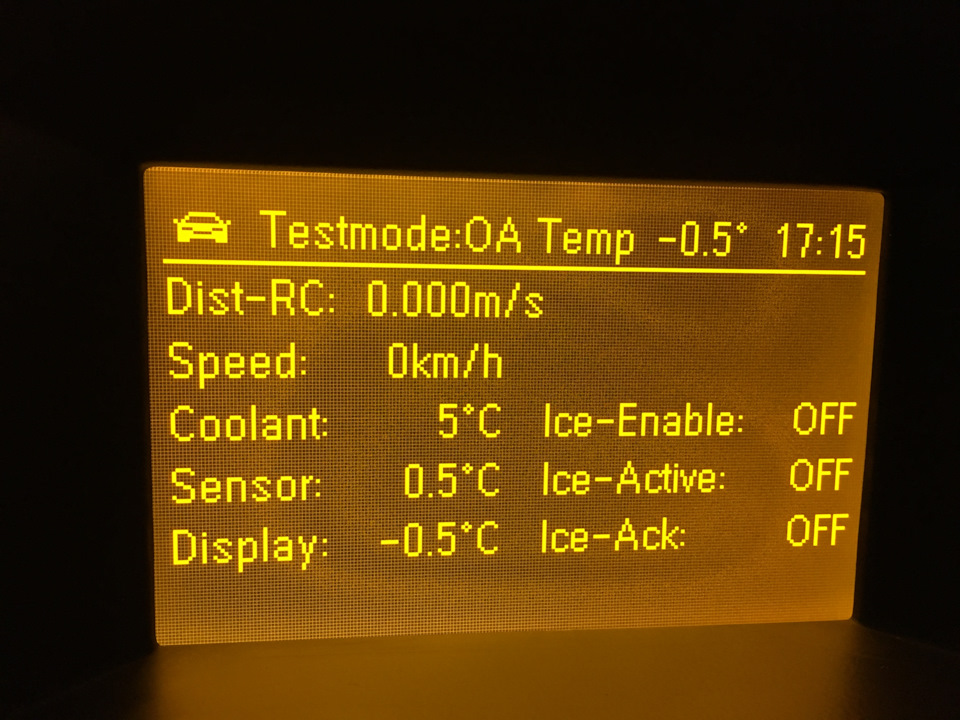 Testmode:OA Temp -0.5° 17:15
Dist-RC: 0.000m/s
Speed: 0km/h
Coolant: 5°C Ice-Enable: OFF
Sensor: 0.5°C Ice-Active: OFF
Display: -0.5°C Ice-Ack: OFF